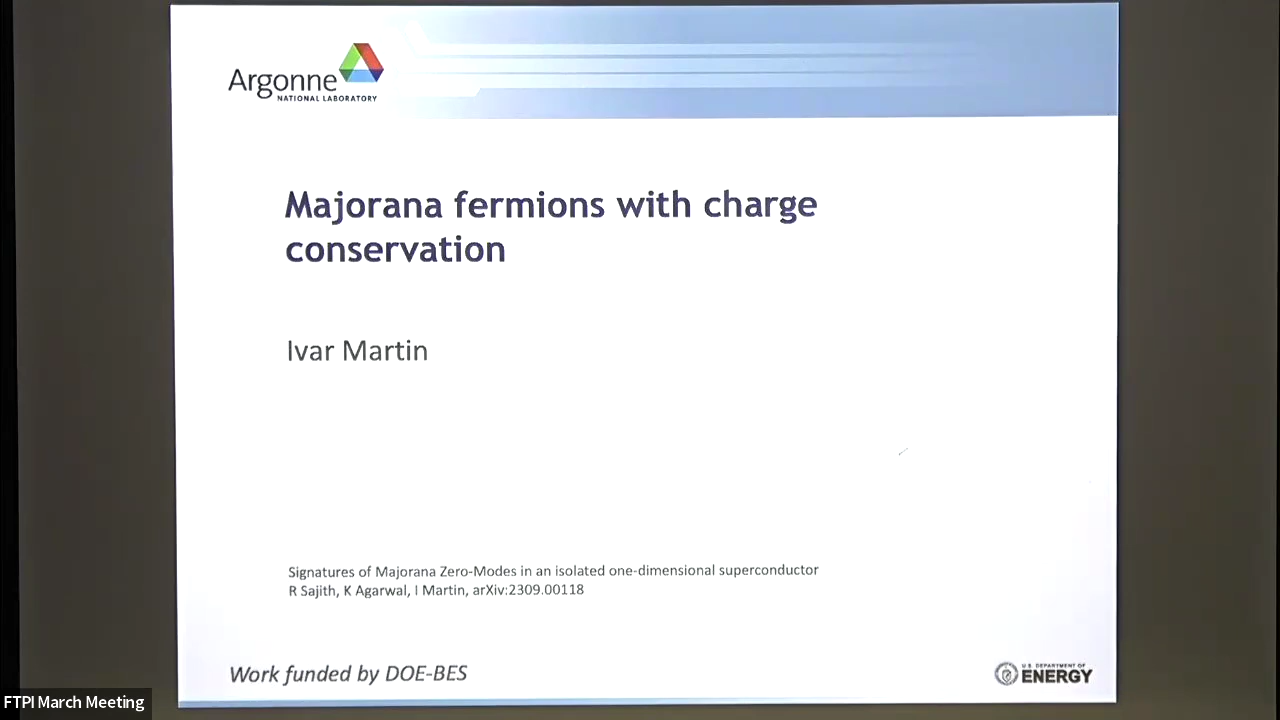 Argonne
NATIONAL LABORATORY
Majorana fermions with charge
conservation
Ivar Martin
Signatures of Majorana Zero-Modes in an isolated one-dimensional superconductor
R Sajith, K Agarwal, I Martin, arXiv:2309.00118
Work funded by DOE-BES
U.S. DEPARTMENT OF
ENERGY
FTPI March Meeting